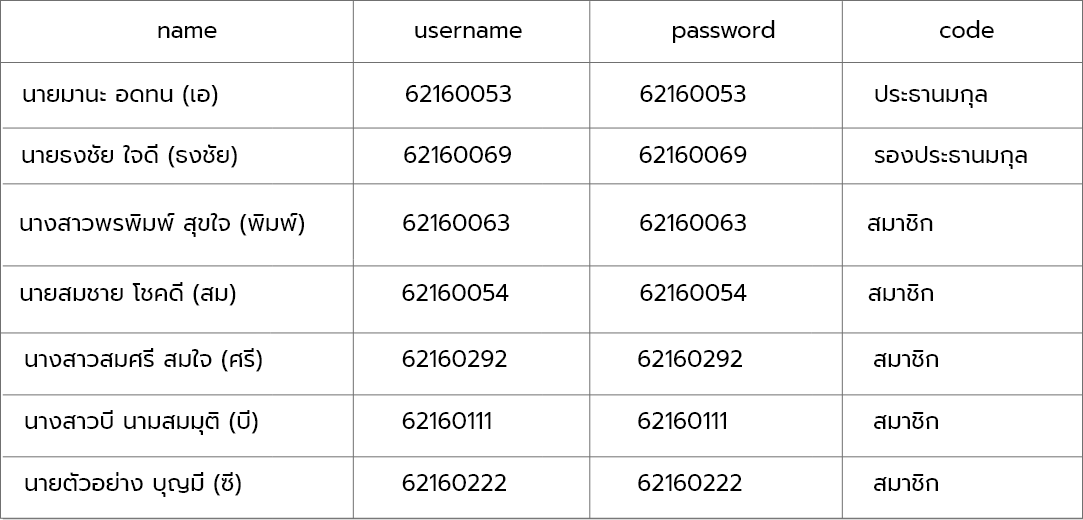 name username password code
นายมานะ อดทน (เอ) 62160053 62160053 ประธานมกุล
นายธงชัย ใจดี (ธงชัย) 62160069 62160069 รองประธานมกุล
นางสาวพรพิมพ์ สุขใจ (พิมพ์) 62160063 62160063 สมาชิก
นายสมชาย โชคดี (สม) 62160054 62160054 สมาชิก
นางสาวสมศรี สมใจ (ศรี) 62160292 62160292 สมาชิก
นางสาวบี นามสมมุติ (บี) 62160111 62160111 สมาชิก
นายตัวอย่าง บุญมี (ซี) 62160222 62160222 สมาชิก